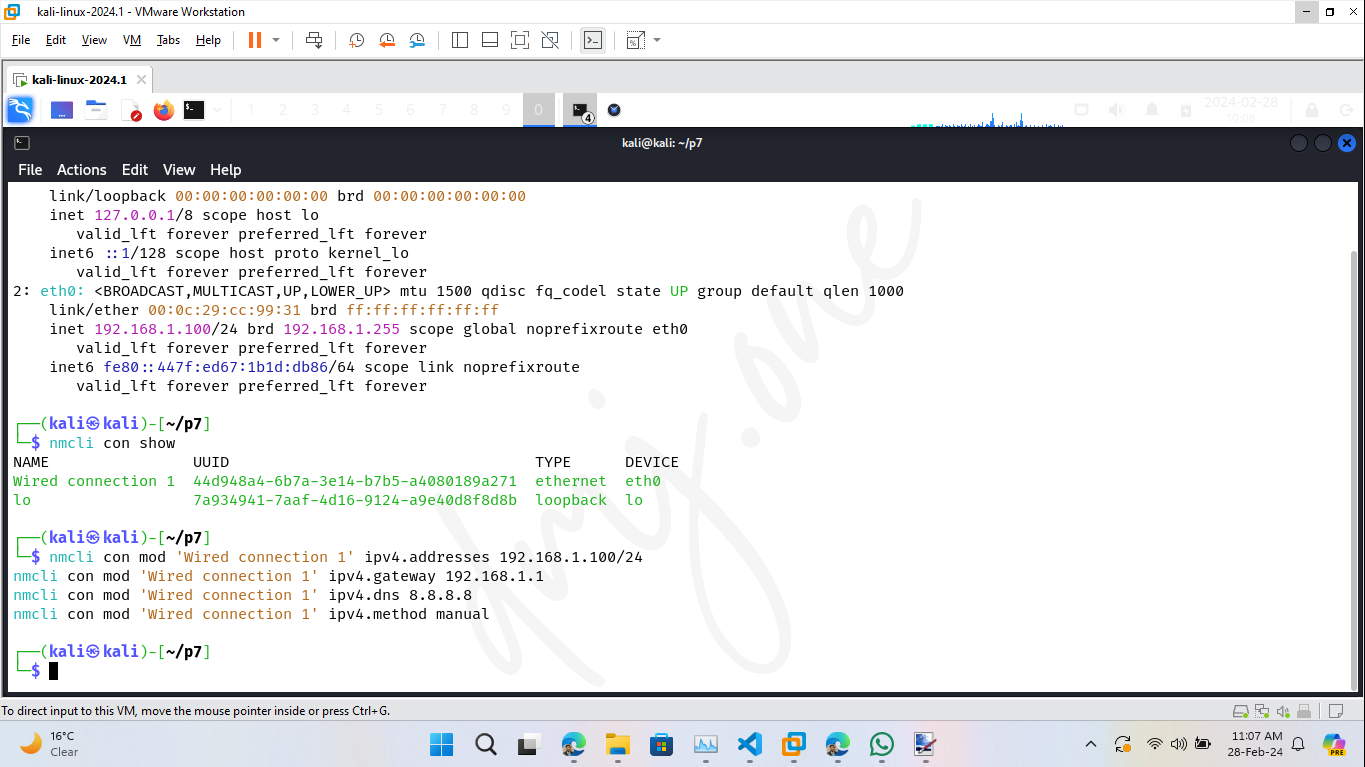 kali-linux-2024.1 - VMware Workstation
File Edit View VM Tabs Help
kali-linux-2024.1
1 2 3 4 5 6 7 8 9 0 4 2024-02-28
10:08
kali@kali: ~/p7
File Actions Edit View Help
link/loopback 00:00:00:00:00:00 brd 00:00:00:00:00:00
inet 127.0.0.1/8 scope host lo
valid_lft forever preferred_lft forever
inet6 ::1/128 scope host proto kernel_lo
valid_lft forever preferred_lft forever
2: eth0: <BROADCAST,MULTICAST,UP,LOWER_UP> mtu 1500 qdisc fq_codel state UP group default qlen 1000
link/ether 00:0c:29:cc:99:31 brd ff:ff:ff:ff:ff:ff
inet 192.168.1.100/24 brd 192.168.1.255 scope global noprefixroute eth0
valid_lft forever preferred_lft forever
inet6 fe80::447f:ed67:1b1d:db86/64 scope link noprefixroute
valid_lft forever preferred_lft forever
┌──(kali㉿kali)-[~/p7]
└─$ nmcli con show
NAME UUID TYPE DEVICE
Wired connection 1 44d948a4-6b7a-3e14-b7b5-a4080189a271 ethernet eth0
lo 7a934941-7aaf-4d16-9124-a9e40d8f8d8b loopback lo
┌──(kali㉿kali)-[~/p7]
└─$ nmcli con mod 'Wired connection 1' ipv4.addresses 192.168.1.100/24
nmcli con mod 'Wired connection 1' ipv4.gateway 192.168.1.1
nmcli con mod 'Wired connection 1' ipv4.dns 8.8.8.8
nmcli con mod 'Wired connection 1' ipv4.method manual
┌──(kali㉿kali)-[~/p7]
└─$
To direct input to this VM, move the mouse pointer inside or press Ctrl+G.
16°C
Clear
11:07 AM
28-Feb-24
PRE